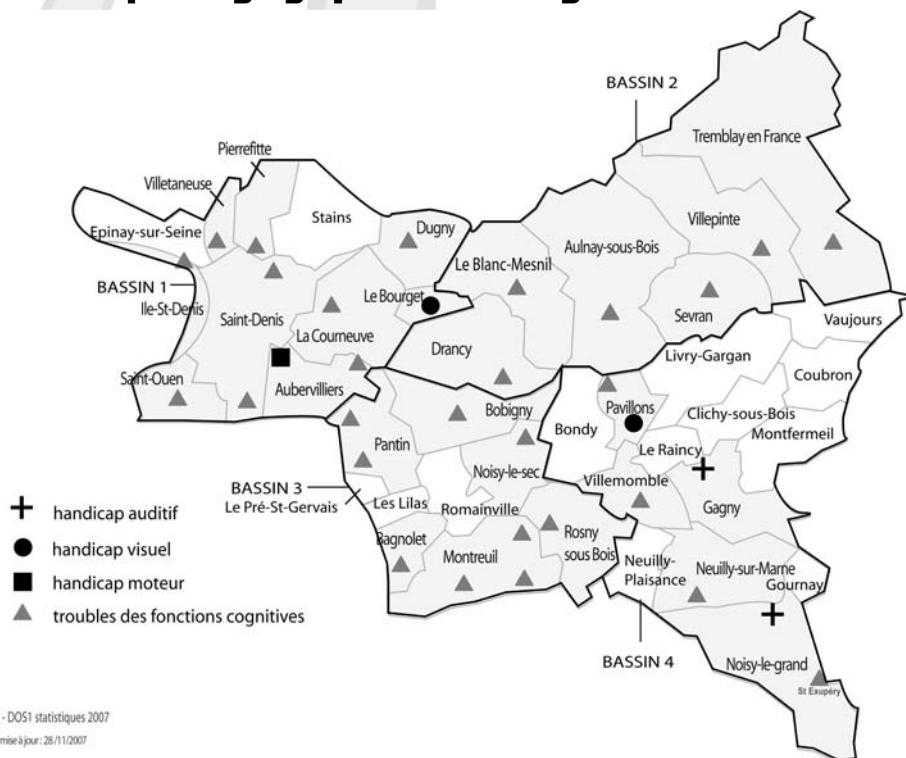 BASSIN 2
Tremblay en France
Pierrefitte
Villetaneuse
Stains
Epinay-sur-Seine
Dugny
Villepinte
Aulnay-sous-Bois
Le Blanc-Mesnil
BASSIN 1
Ile-St-Denis
Saint-Denis
Le Bourget
Sevran
La Courneuve
Vaujours
Drancy
Livry-Gargan
Saint-Ouen
Aubervilliers
Coubron
Bobigny
Pavillons
Clichy-sous-Bois
Pantin
Bondy
Montfermeil
Le Raincy
Noisy-le-sec
BASSIN 3
Villemomble
Le Pré-St-Gervais
Les Lilas
Romainville
Gagny
handicap auditif
Bagnolet
Rosny
sous Bois
handicap visuel
Montreuil
Neuilly-
Plaisance
Neuilly-sur-Marne
Gournay
handicap moteur
troubles des fonctions cognitives
BASSIN 4
Noisy-le-grand
St Exupéry
- DOS1 statistiques 2007
mise à jour : 28 /11/2007